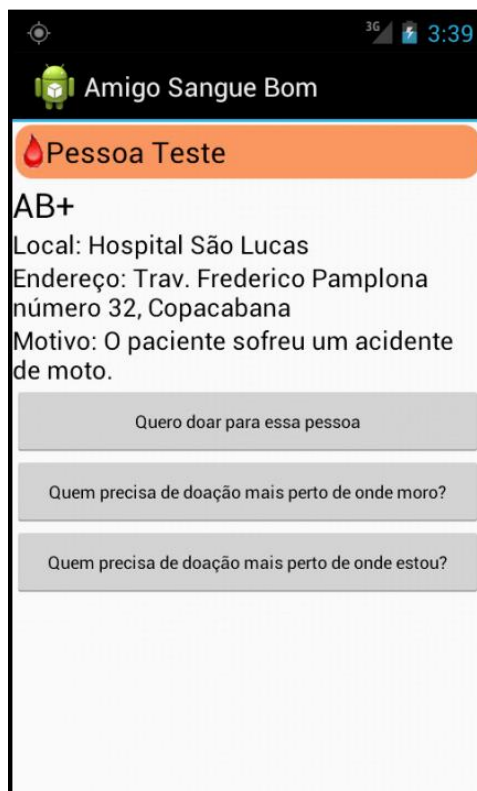 3G 3:39
Amigo Sangue Bom
Pessoa Teste
AB+
Local: Hospital São Lucas
Endereço: Trav. Frederico Pamplona
número 32, Copacabana
Motivo: O paciente sofreu um acidente
de moto.
Quero doar para essa pessoa
Quem precisa de doação mais perto de onde moro?
Quem precisa de doação mais perto de onde estou?